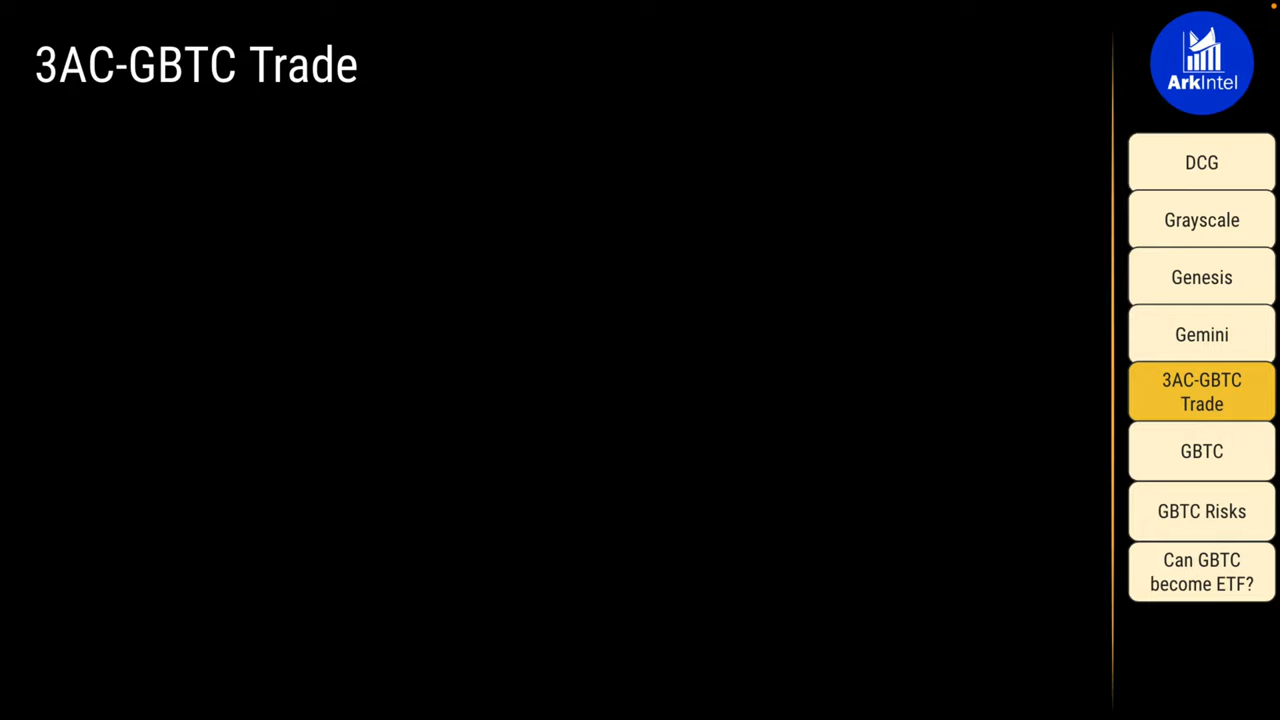 3AC-GBTC Trade
ArkIntel
DCG
Grayscale
Genesis
Gemini
3AC-GBTC
Trade
GBTC
GBTC Risks
Can GBTC
become ETF?